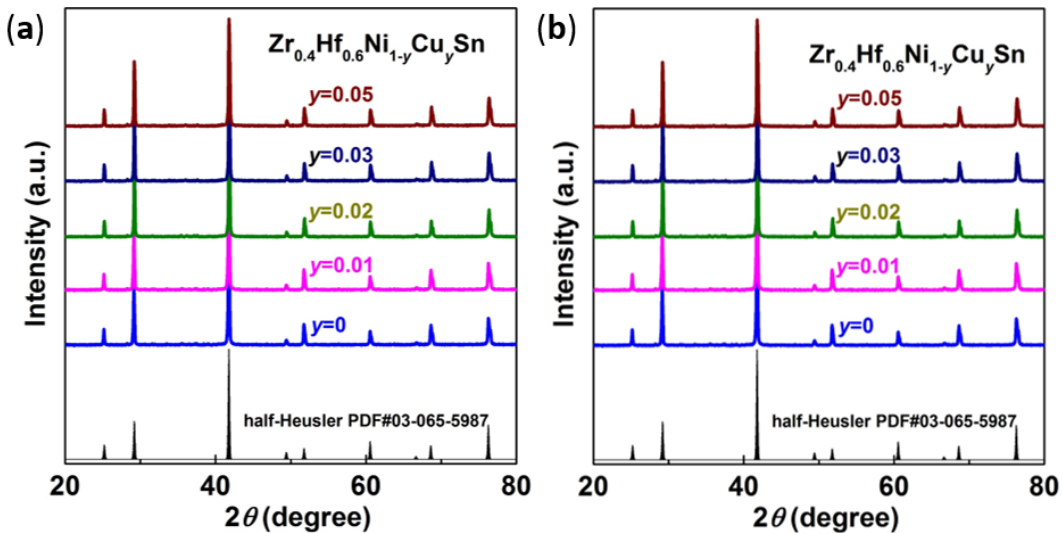 (a)
Zr0.4Hf0.6Ni1-yCuySn
y=0.05
y=0.03
y=0.02
y=0.01
y=0
half-Heusler PDF#03-065-5987
Intensity (a.u.)
20 40 60 80
2θ (degree)
(b)
Zr0.4Hf0.6Ni1-yCuySn
y=0.05
y=0.03
y=0.02
y=0.01
y=0
half-Heusler PDF#03-065-5987
Intensity (a.u.)
20 40 60 80
2θ (degree)